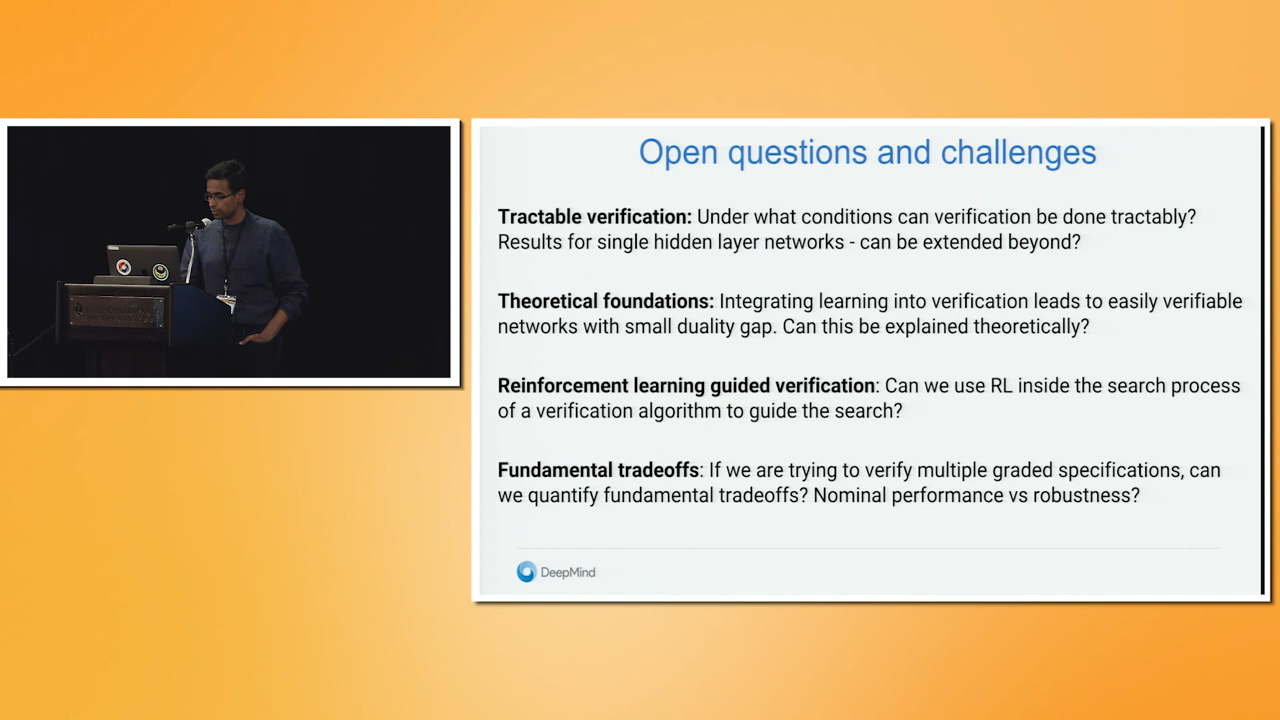 Open questions and challenges
Tractable verification: Under what conditions can verification be done tractably?
Results for single hidden layer networks - can be extended beyond?
Theoretical foundations: Integrating learning into verification leads to easily verifiable
networks with small duality gap. Can this be explained theoretically?
Reinforcement learning guided verification: Can we use RL inside the search process
of a verification algorithm to guide the search?
Fundamental tradeoffs: If we are trying to verify multiple graded specifications, can
we quantify fundamental tradeoffs? Nominal performance vs robustness?
DeepMind